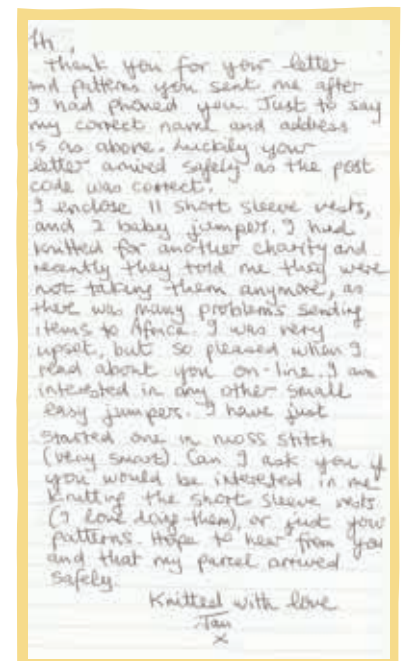 Hi,
Thank you for your letter
and patterns you sent me after
I had phoned you. Just to say
my correct name and address
is as above. Luckily your
letter arrived safely as the post
code was correct.
I enclose 11 short sleeve vests,
and 2 baby jumpers. I had
knitted for another charity and
recently they told me they were
not taking them anymore, as
there was many problems sending
items to Africa. I was very
upset, but so pleased when I
read about you on-line. I am
interested in any other small
easy jumpers. I have just
started one in moss stitch
(very smart). Can I ask you if
you would be interested in me
knitting the short sleeve vests
(I love doing them), or just your
patterns. Hope to hear from you
and that my parcel arrived
safely.
Knitted with love
Jan
x